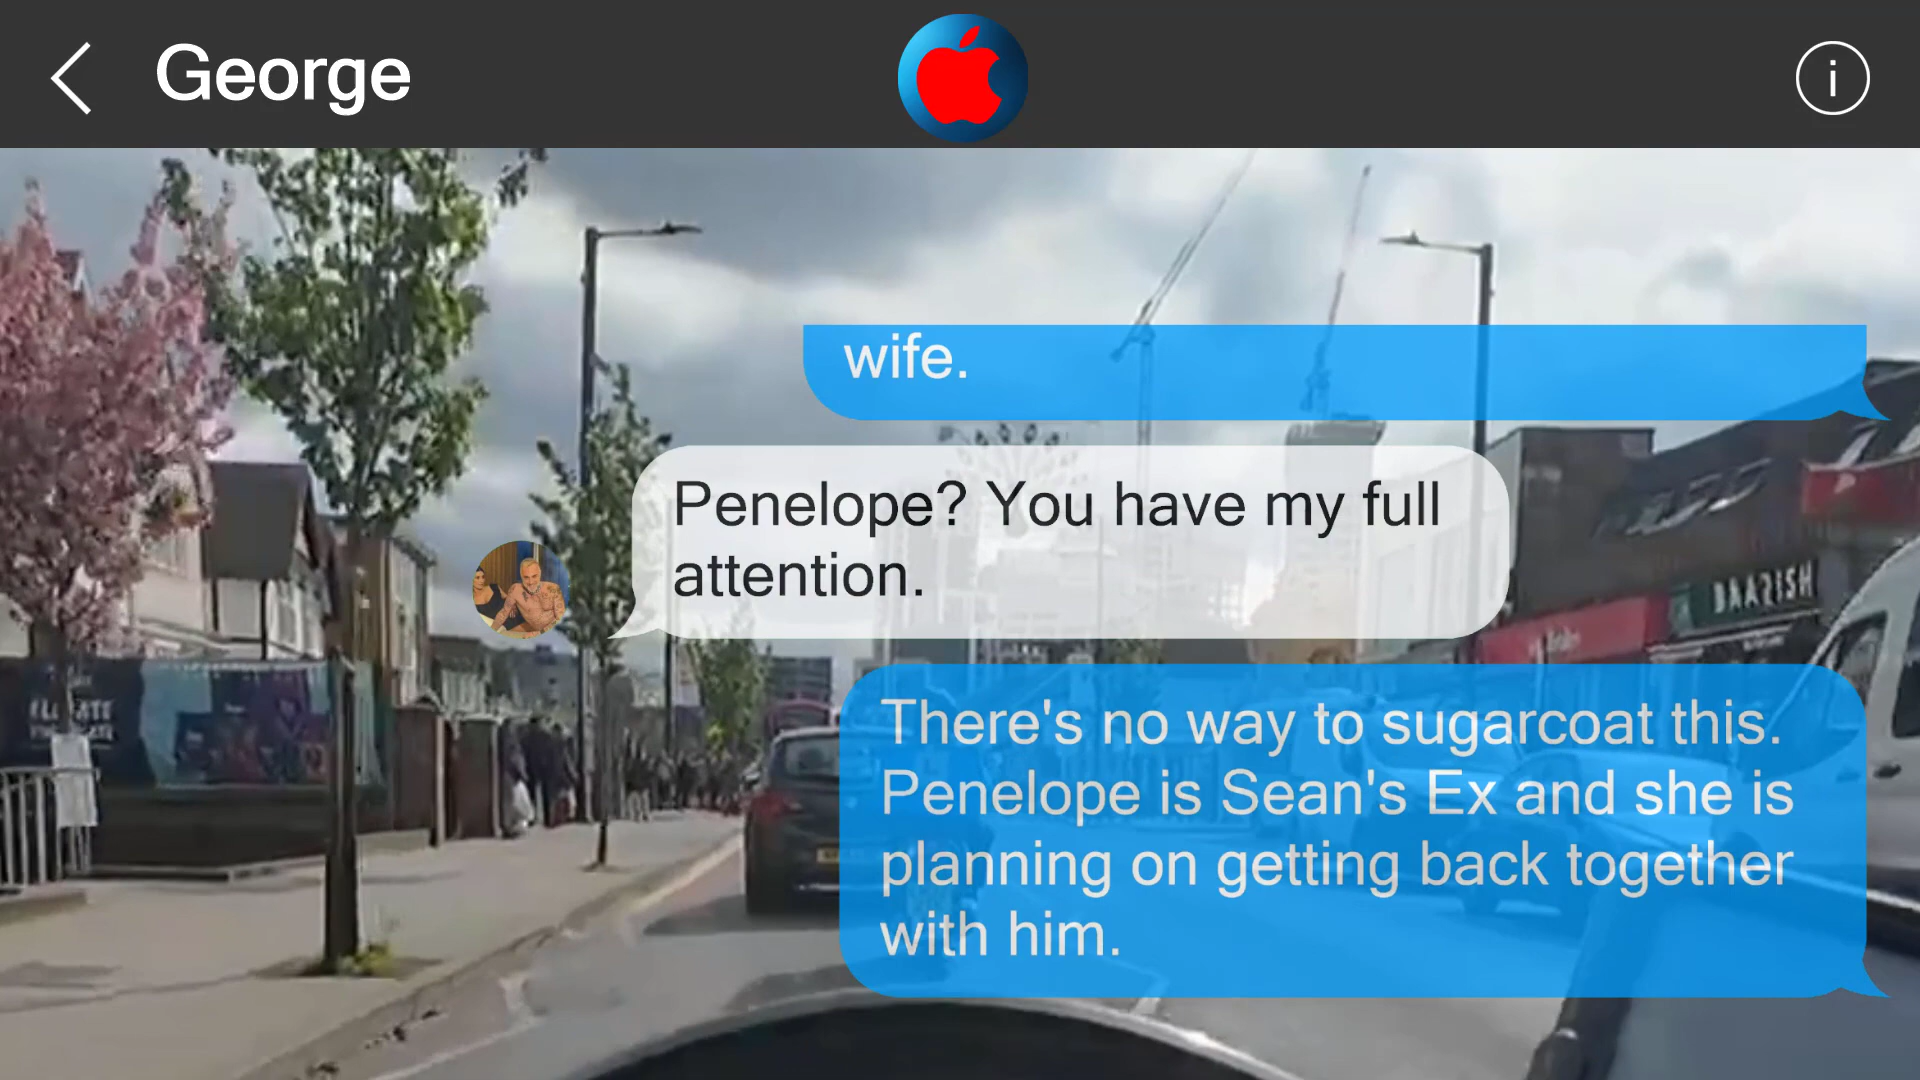 George
i
wife.
Penelope? You have my full
attention.
There's no way to sugarcoat this.
Penelope is Sean's Ex and she is
planning on getting back together
with him.
BAARISH